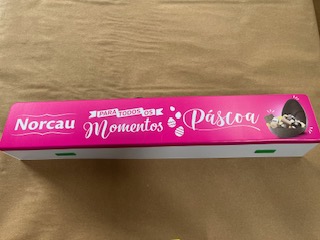 Norcau
PARA TODOS OS
Momentos
Páscoa